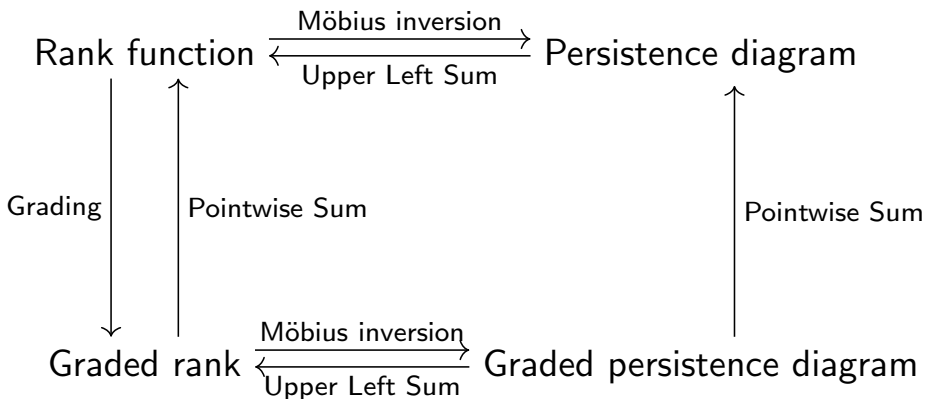 Möbius inversion
Rank function Persistence diagram
Upper Left Sum
Grading Pointwise Sum Pointwise Sum
Möbius inversion
Graded rank Graded persistence diagram
Upper Left Sum